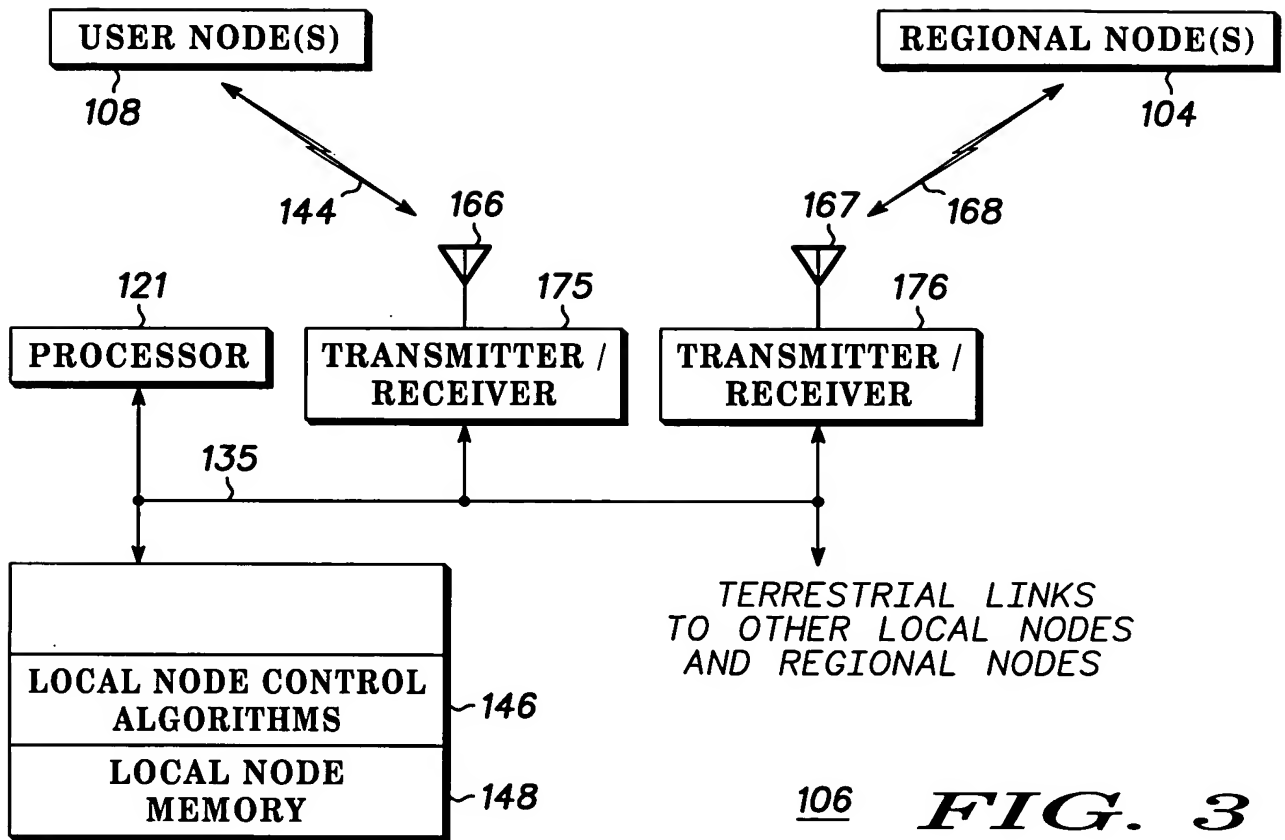 USER NODE(S)
REGIONAL NODE(S)
108
104
144
166
167
168
121
175
176
PROCESSOR
TRANSMITTER /
RECEIVER
TRANSMITTER /
RECEIVER
135
TERRESTRIAL LINKS
TO OTHER LOCAL NODES
AND REGIONAL NODES
LOCAL NODE CONTROL
ALGORITHMS
146
LOCAL NODE
MEMORY
148
106 FIG. 3